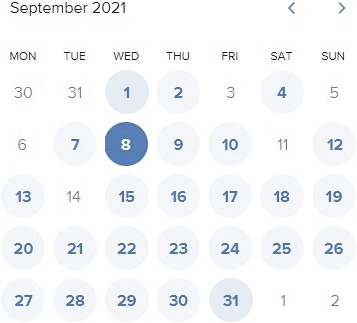 September 2021
MON TUE WED THU FRI SAT SUN
30 31 1 2 3 4 5
6 7 8 9 10 11 12
13 14 15 16 17 18 19
20 21 22 23 24 25 26
27 28 29 30 31 1 2